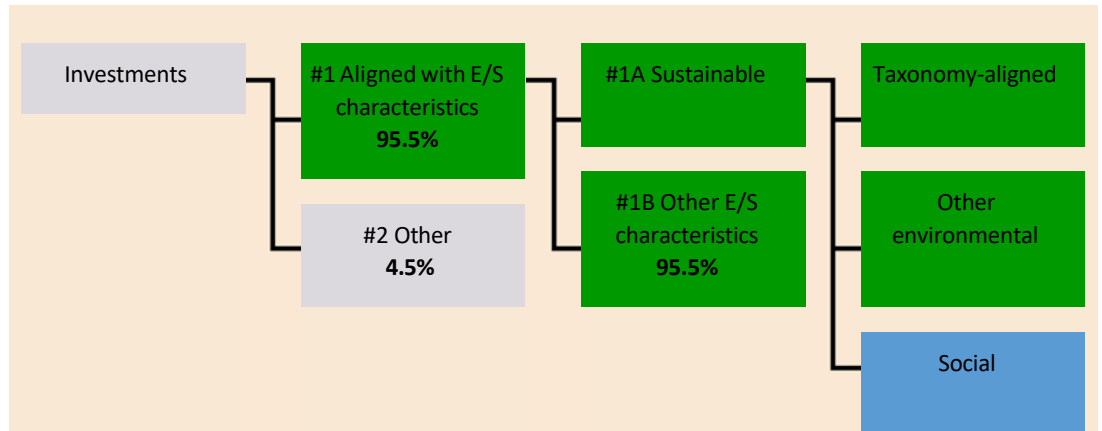 Investments
#1 Aligned with E/S
characteristics
95.5%
#2 Other
4.5%
#1A Sustainable
#1B Other E/S
characteristics
95.5%
Taxonomy-aligned
Other
environmental
Social